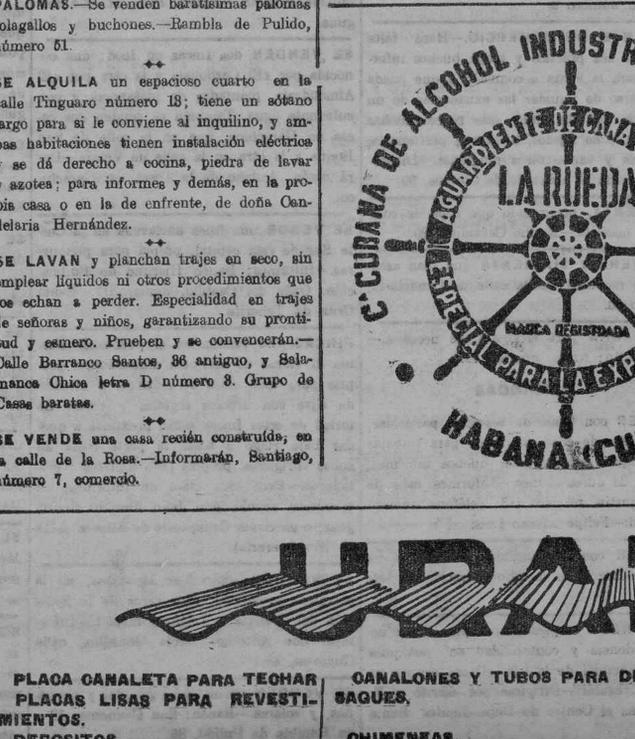 PALOMAS.—Se venden baratísimas palomas
colagallos y buchones.—Rambla de Pulido,
número 51.
SE ALQUILA un espacioso cuarto en la
calle Tinguaro número 18; tiene un sótano
largo para si le conviene al inquilino, y am-
bas habitaciones tienen instalación eléctrica
y se dá derecho a cocina, piedra de lavar
y azotea; para informes y demás, en la pro-
pia casa o en la de enfrente, de doña Can-
delaria Hernández.
SE LAVAN y planchan trajes en seco, sin
emplear líquidos ni otros procedimientos que
los echan a perder. Especialidad en trajes
de señoras y niños, garantizando su pronti-
tud y esmero. Prueben y se convencerán.—
Calle Barranco Santos, 36 antiguo, y Sala-
manca Chica letra D número 3. Grupo de
Casas baratas.
SE VENDE una casa recién construída, en
la calle de la Rosa.—Informarán, Santiago,
número 7, comercio.
Cª CUBANA DE ALCOHOL INDUSTR
AGUARDIENTE DE CANA
LA RUEDA
MARCA REGISTRADA
ESPECIAL PARA LA EXP
HABANA CU
URA
PLACA CANALETA PARA TECHAR
PLACAS LISAS PARA REVESTI-
MIENTOS.
DEPOSITOS
CANALONES Y TUBOS PARA DE
SAGUES.
CHIMENEAS